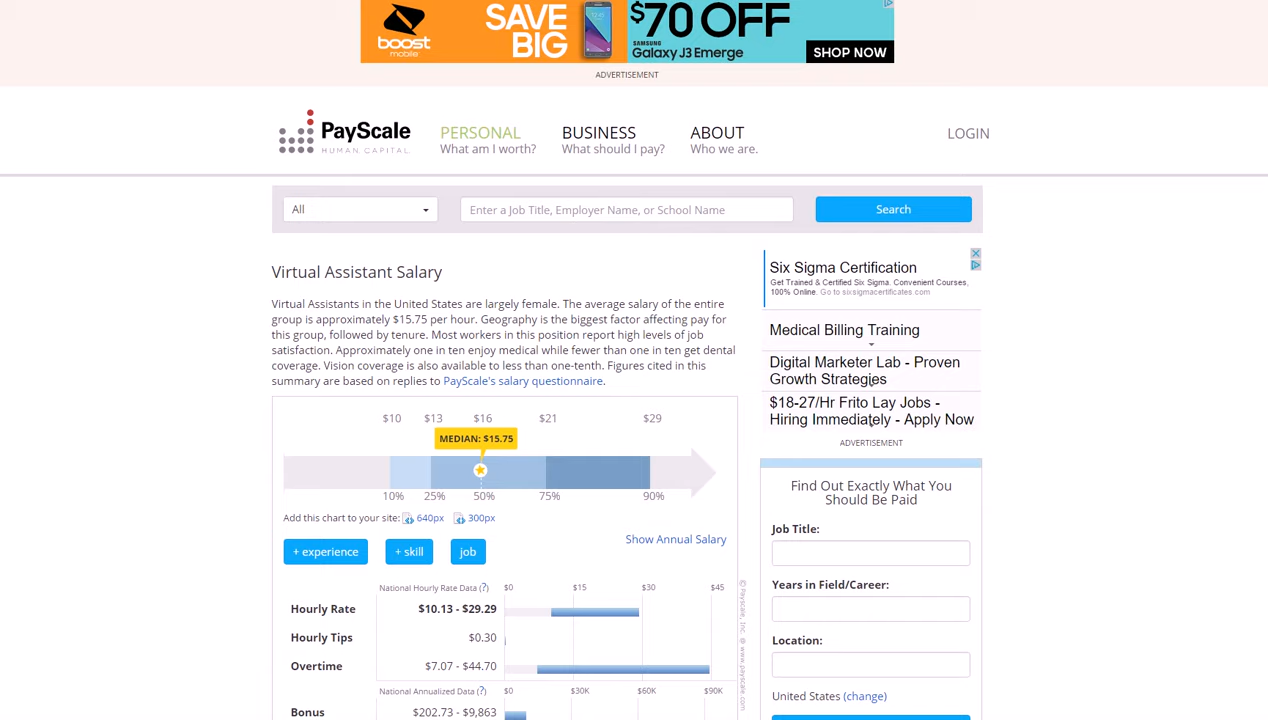 boost
mobile
SAVE
BIG
$70 OFF
SAMSUNG
Galaxy J3 Emerge
SHOP NOW
ADVERTISEMENT
PayScale
HUMAN. CAPITAL.
PERSONAL
What am I worth?
BUSINESS
What should I pay?
ABOUT
Who we are.
LOGIN
All
Enter a Job Title, Employer Name, or School Name
Search
Virtual Assistant Salary
Virtual Assistants in the United States are largely female. The average salary of the entire
group is approximately $15.75 per hour. Geography is the biggest factor affecting pay for
this group, followed by tenure. Most workers in this position report high levels of job
satisfaction. Approximately one in ten enjoy medical while fewer than one in ten get dental
coverage. Vision coverage is also available to less than one-tenth. Figures cited in this
summary are based on replies to PayScale's salary questionnaire.
$10 $13 $16 $21 $29
MEDIAN: $15.75
10% 25% 50% 75% 90%
Add this chart to your site: 640px 300px
Show Annual Salary
+ experience + skill job
National Hourly Rate Data (?) $0 $15 $30 $45
Hourly Rate $10.13 - $29.29
Hourly Tips $0.30
Overtime $7.07 - $44.70
National Annualized Data (?) $0 $30K $60K $90K
Bonus $202.73 - $9,863
© Payscale, Inc. @ www.payscale.com
Six Sigma Certification
Get Trained & Certified Six Sigma. Convenient Courses,
100% Online. Go to sixsigmacertificates.com
Medical Billing Training
Digital Marketer Lab - Proven
Growth Strategies
$18-27/Hr Frito Lay Jobs -
Hiring Immediately - Apply Now
ADVERTISEMENT
Find Out Exactly What You
Should Be Paid
Job Title:
Years in Field/Career:
Location:
United States (change)